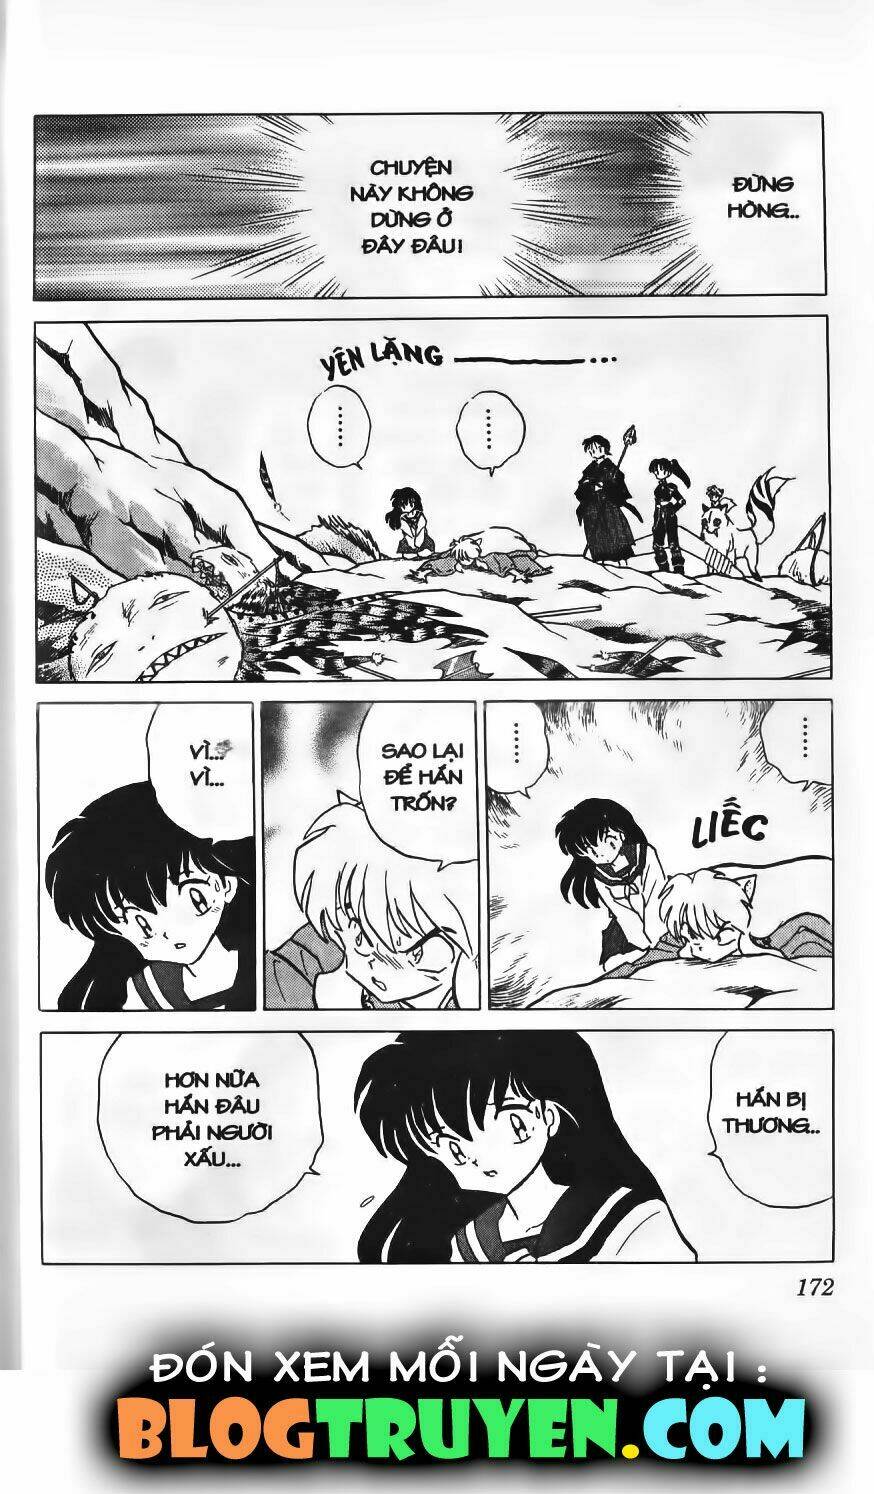 ĐỪNG
HÒNG...
CHUYỆN
NÀY KHÔNG
DỪNG Ở
ĐÂY ĐÂU!
YÊN LẶNG ...
......
......
......
......
LIẾC
SAO LẠI
ĐỂ HẮN
TRỐN?
VÌ...
VÌ...
HẮN BỊ
THƯƠNG...
HƠN NỮA
HẮN ĐÂU
PHẢI NGƯỜI
XẤU...
172
ĐÓN XEM MỖI NGÀY TẠI :
BLOGTRUYEN.COM